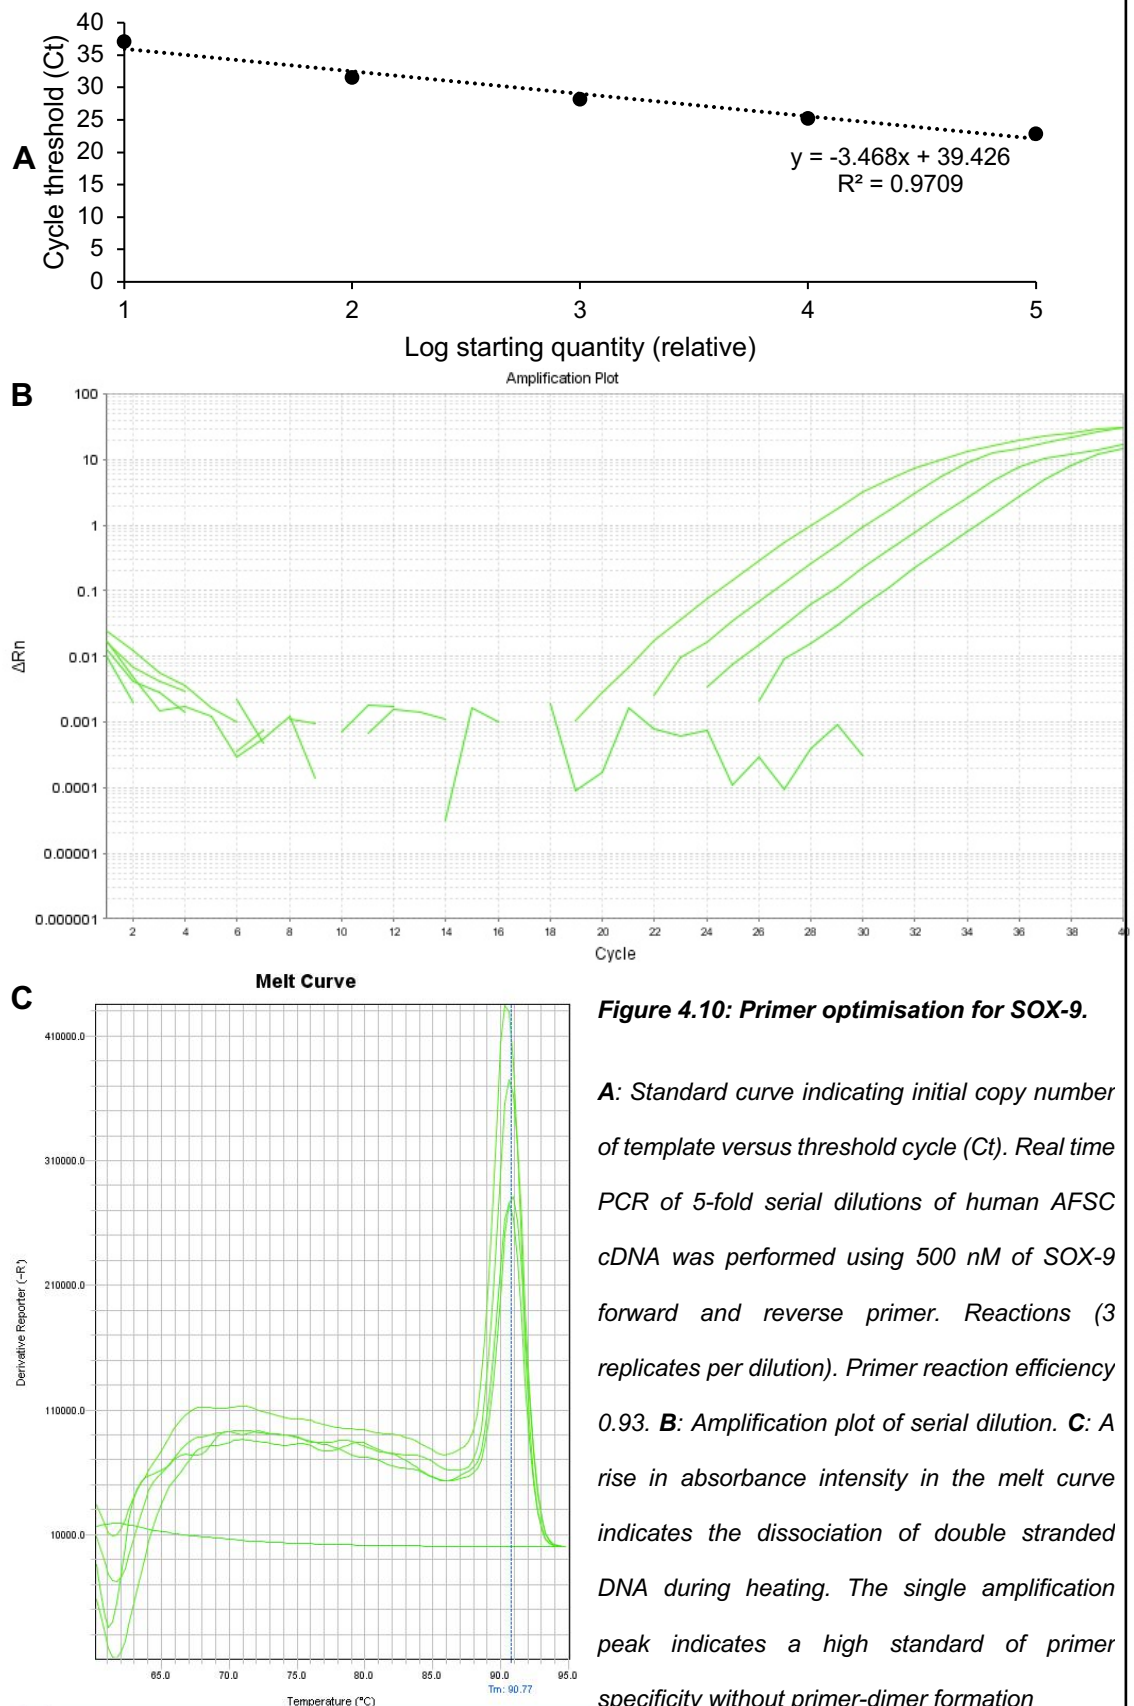 A
Cycle threshold (Ct)
40
35
30
25
20
15
10
5
0
y = -3.468x + 39.426
R² = 0.9709
1 2 3 4 5
Log starting quantity (relative)
B
Amplification Plot
100
10
1
0.1
0.01
0.001
0.0001
0.00001
0.000001
ΔRn
2 4 6 8 10 12 14 16 18 20 22 24 26 28 30 32 34 36 38 40
Cycle
C
Melt Curve
410000.0
310000.0
210000.0
110000.0
10000.0
Derivative Reporter (-R')
65.0 70.0 75.0 80.0 85.0 90.0 95.0
Tm: 90.77
Temperature (°C)
Figure 4.10: Primer optimisation for SOX-9.
A: Standard curve indicating initial copy number
of template versus threshold cycle (Ct). Real time
PCR of 5-fold serial dilutions of human AFSC
cDNA was performed using 500 nM of SOX-9
forward and reverse primer. Reactions (3
replicates per dilution). Primer reaction efficiency
0.93. B: Amplification plot of serial dilution. C: A
rise in absorbance intensity in the melt curve
indicates the dissociation of double stranded
DNA during heating. The single amplification
peak indicates a high standard of primer
specificity without primer-dimer formation